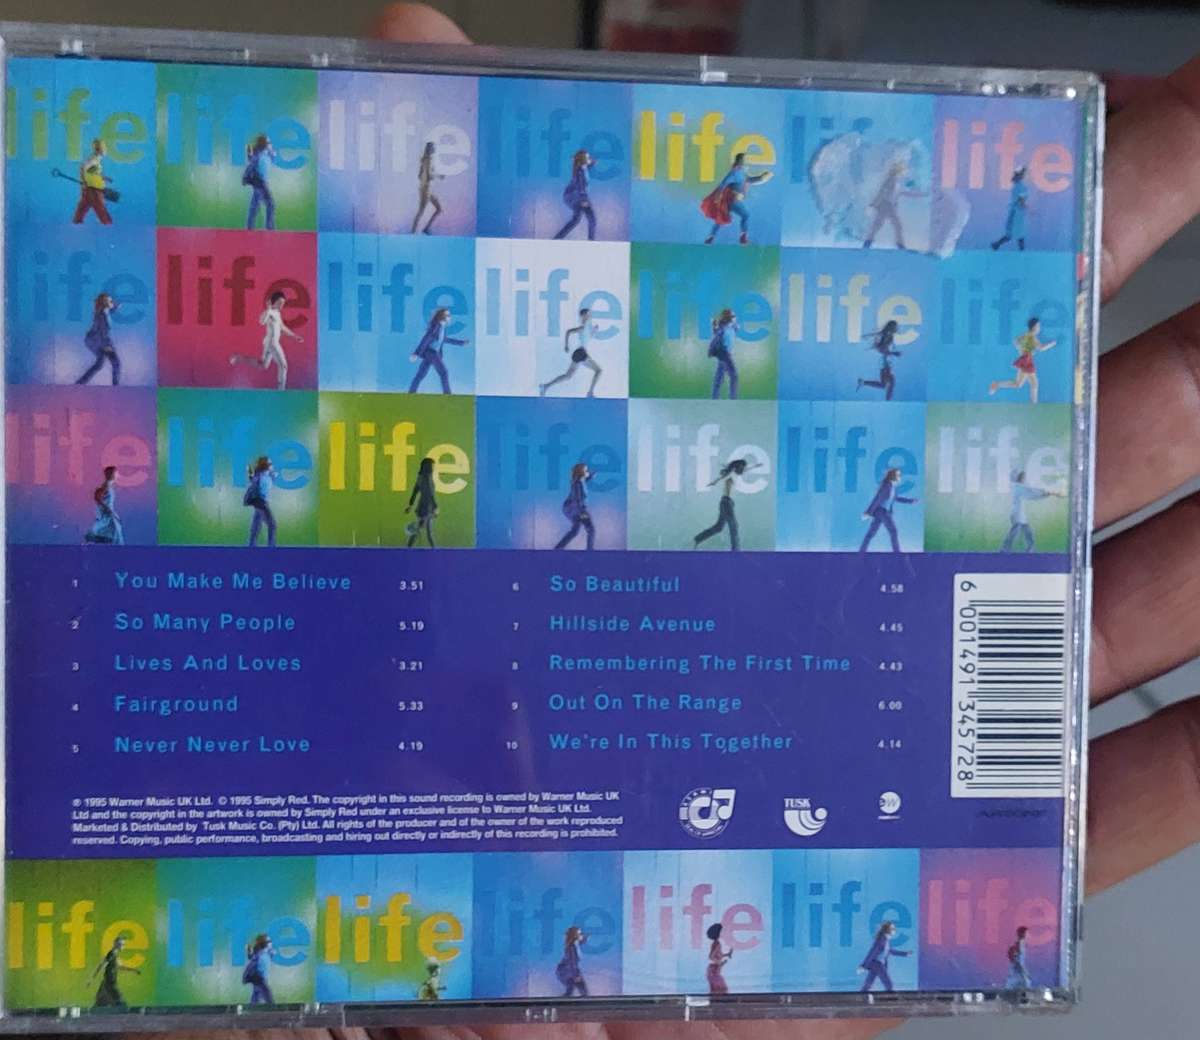 life life life life life life life
life life life life life life life
life life life life life life life
1 You Make Me Believe 3.51
2 So Many People 5.19
3 Lives And Loves 3.21
4 Fairground 5.33
5 Never Never Love 4.19
6 So Beautiful 4.58
7 Hillside Avenue 4.45
8 Remembering The First Time 4.43
9 Out On The Range 6.00
10 We're In This Together 4.14
6 001491 345728
℗ 1995 Warner Music UK Ltd. © 1995 Simply Red. The copyright in this sound recording is owned by Warner Music UK
Ltd and the copyright in the artwork is owned by Simply Red under an exclusive license to Warner Music UK Ltd.
Marketed & Distributed by Tusk Music Co. (Pty) Ltd. All rights of the producer and of the owner of the work reproduced
reserved. Copying, public performance, broadcasting and hiring out directly or indirectly of this recording is prohibited.
TUSK
ew
life life life life life life life